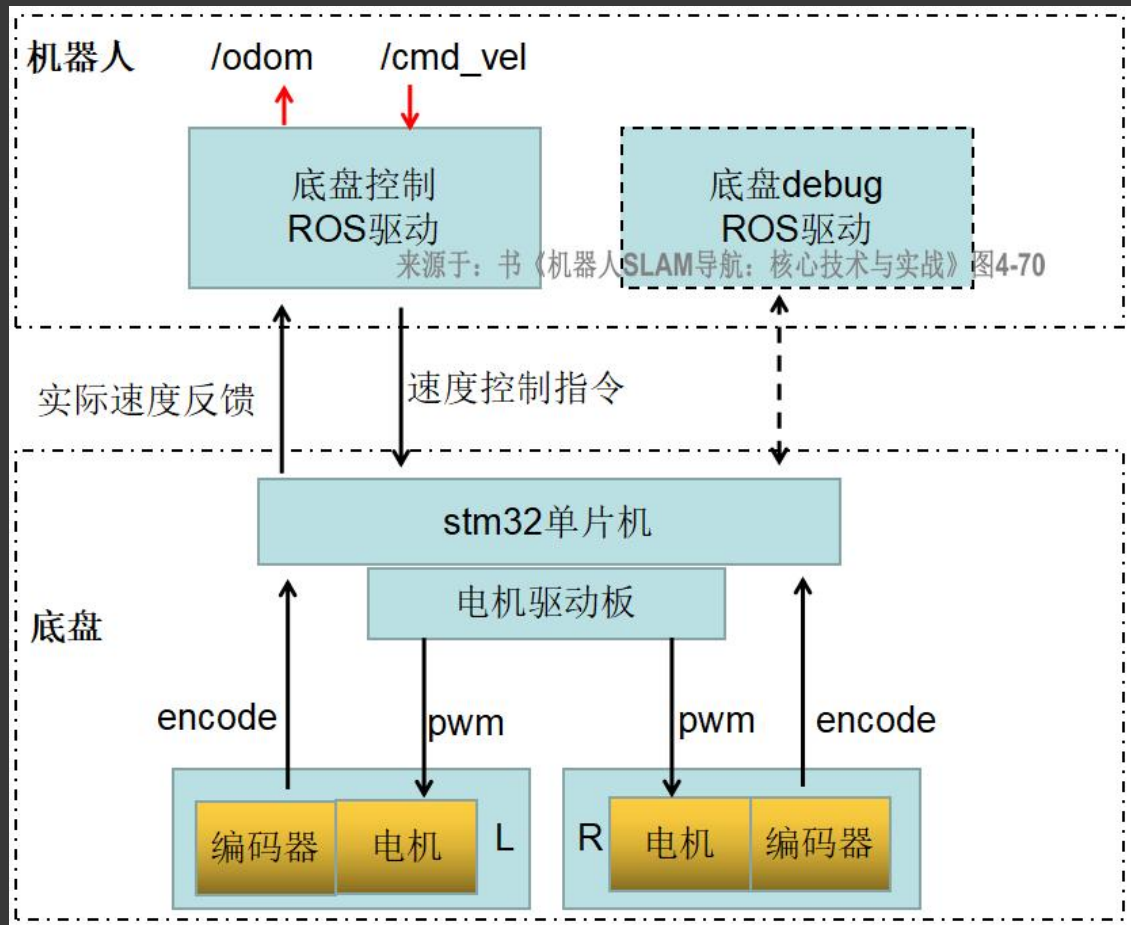 机器人
/odom
/cmd_vel
底盘控制
ROS驱动
底盘debug
ROS驱动
来源于：书《机器人SLAM导航：核心技术与实战》图4-70
实际速度反馈
速度控制指令
stm32单片机
电机驱动板
底盘
encode
pwm
pwm
encode
编码器
电机
L
R
电机
编码器